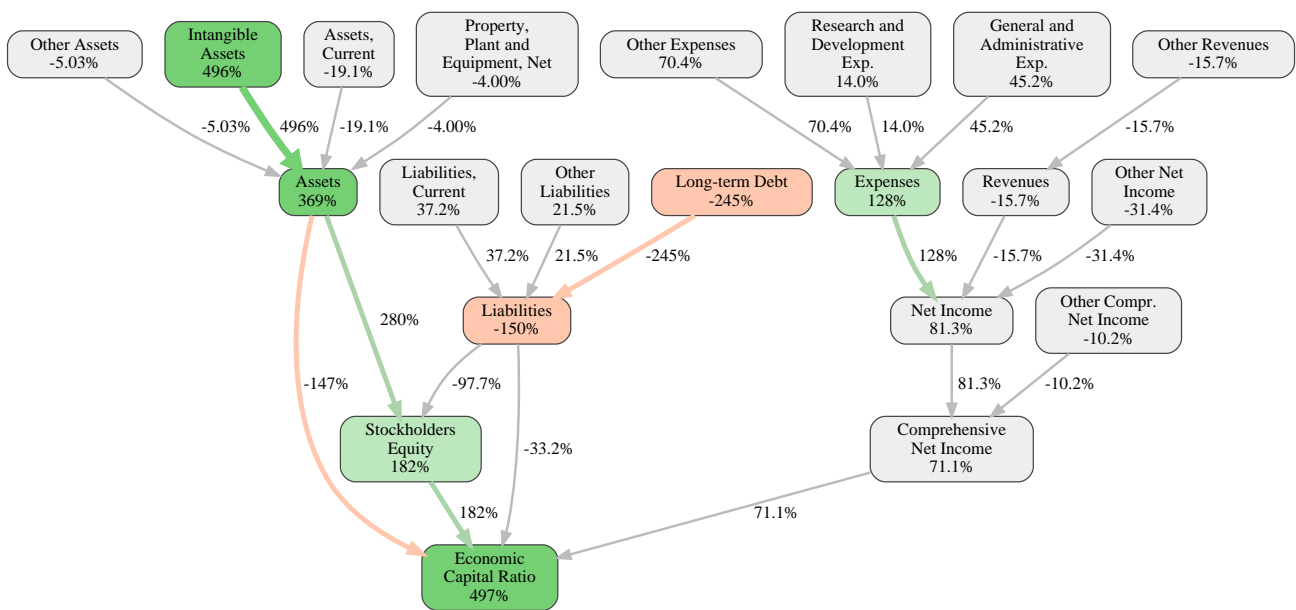 Other Assets
-5.03%
Intangible
Assets
496%
Assets,
Current
-19.1%
Property,
Plant and
Equipment, Net
-4.00%
Other Expenses
70.4%
Research and
Development
Exp.
14.0%
General and
Administrative
Exp.
45.2%
Other Revenues
-15.7%
-5.03%
496%
-19.1%
-4.00%
70.4%
14.0%
45.2%
-15.7%
Assets
369%
Liabilities,
Current
37.2%
Other
Liabilities
21.5%
Long-term Debt
-245%
Expenses
128%
Revenues
-15.7%
Other Net
Income
-31.4%
37.2%
21.5%
-245%
128%
-15.7%
-31.4%
280%
Liabilities
-150%
Net Income
81.3%
Other Compr.
Net Income
-10.2%
-147%
-97.7%
81.3%
-10.2%
Stockholders
Equity
182%
-33.2%
Comprehensive
Net Income
71.1%
182%
71.1%
Economic
Capital Ratio
497%